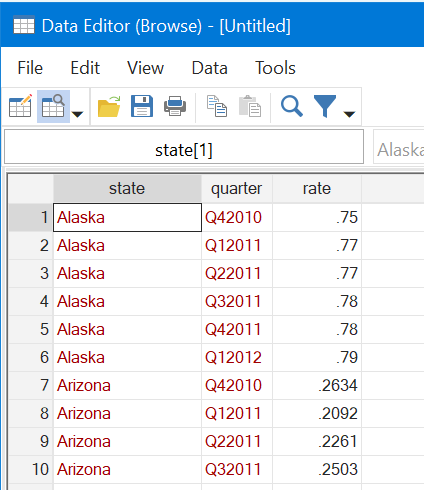 Data Editor (Browse) - [Untitled]
File Edit View Data Tools
state[1] Alaska
state quarter rate
1 Alaska Q42010 .75
2 Alaska Q12011 .77
3 Alaska Q22011 .77
4 Alaska Q32011 .78
5 Alaska Q42011 .78
6 Alaska Q12012 .79
7 Arizona Q42010 .2634
8 Arizona Q12011 .2092
9 Arizona Q22011 .2261
10 Arizona Q32011 .2503